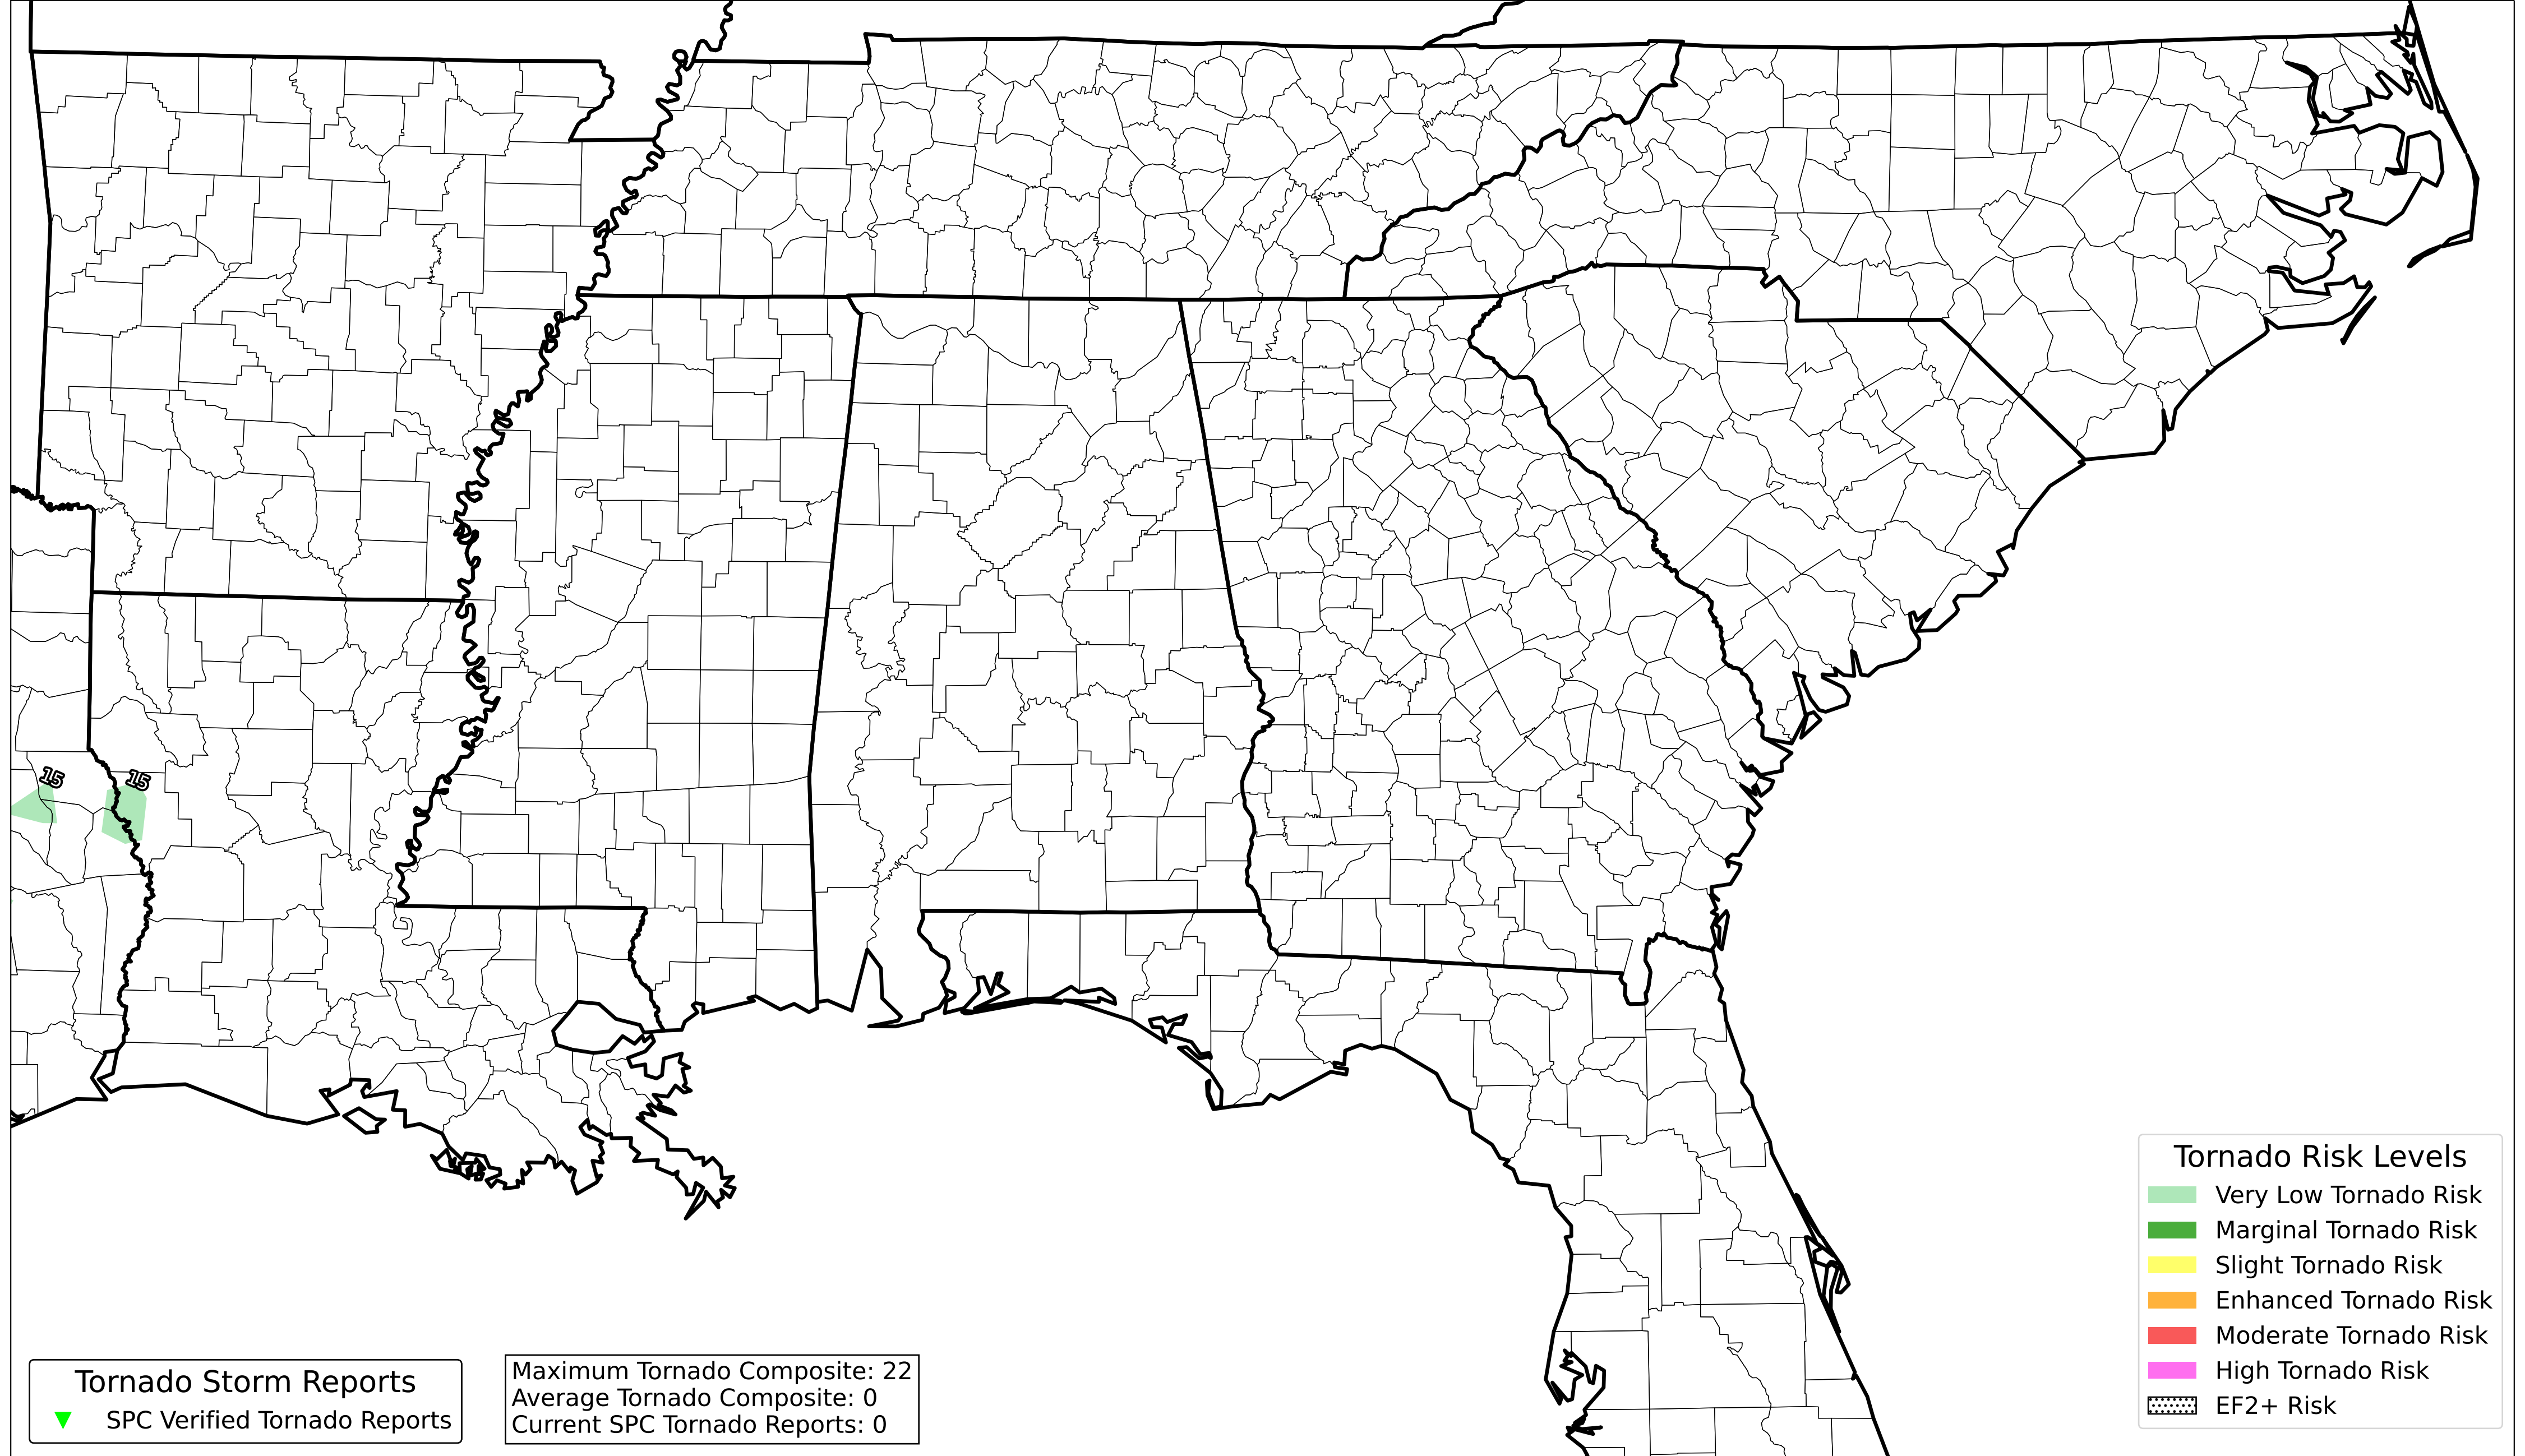 15
15
Tornado Risk Levels
Very Low Tornado Risk
Marginal Tornado Risk
Slight Tornado Risk
Enhanced Tornado Risk
Moderate Tornado Risk
High Tornado Risk
EF2+ Risk
Tornado Storm Reports
SPC Verified Tornado Reports
Maximum Tornado Composite: 22
Average Tornado Composite: 0
Current SPC Tornado Reports: 0